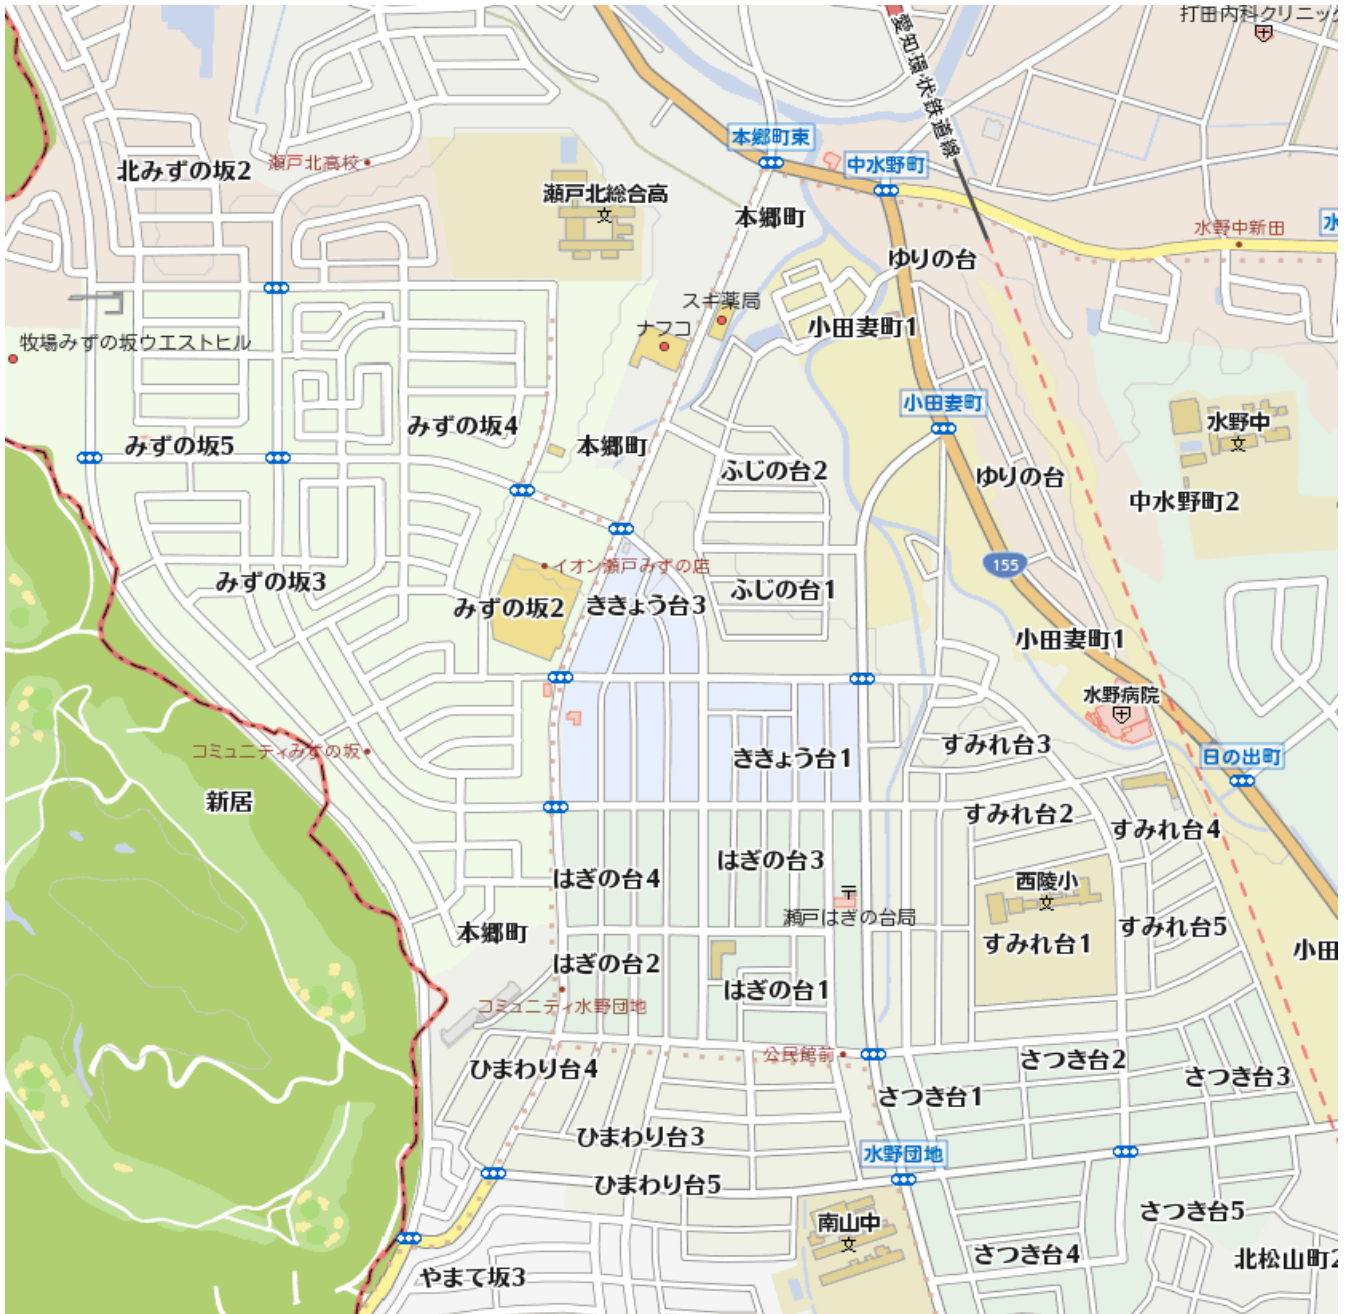 打田内科クリニック
愛知環状鉄道線
本郷町東
北みずの坂2
瀬戸北高校
中水野町
瀬戸北総合高
文
本郷町
水野中新田
水
ゆりの台
スギ薬局
ナフコ
小田妻町1
牧場みずの坂ウエストヒル
小田妻町
みずの坂4
水野中
文
みずの坂5
本郷町
ふじの台2
ゆりの台
中水野町2
155
イオン瀬戸みずの店
みずの坂3
ふじの台1
みずの坂2
ききょう台3
小田妻町1
水野病院
すみれ台3
コミュニティみずの坂
ききょう台1
日の出町
新居
すみれ台2
すみれ台4
はぎの台3
はぎの台4
西陵小
文
〒
瀬戸はぎの台局
すみれ台5
本郷町
すみれ台1
小田
はぎの台2
はぎの台1
コミュニティ水野団地
公民館前
さつき台2
ひまわり台4
さつき台3
さつき台1
ひまわり台3
水野団地
ひまわり台5
さつき台5
南山中
文
さつき台4
北松山町2
やまて坂3